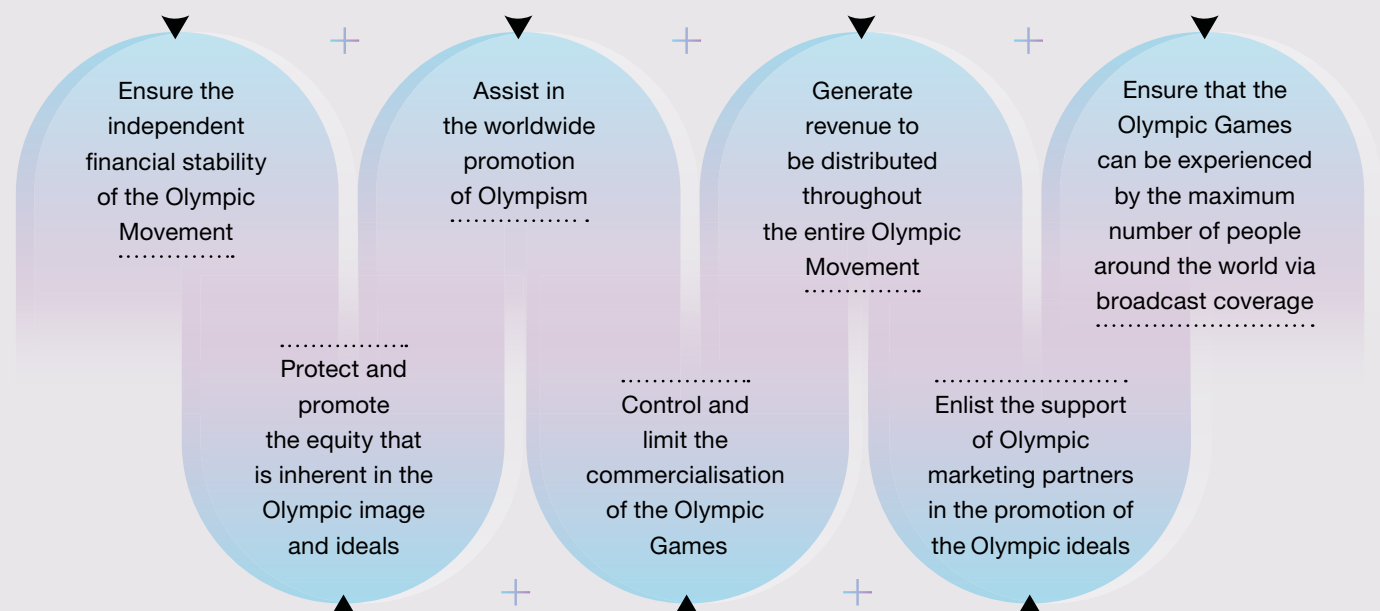 Ensure the
independent
financial stability
of the Olympic
Movement
Assist in
the worldwide
promotion
of Olympism
Generate
revenue to
be distributed
throughout
the entire Olympic
Movement
Ensure that the
Olympic Games
can be experienced
by the maximum
number of people
around the world via
broadcast coverage
Protect and
promote
the equity that
is inherent in the
Olympic image
and ideals
Control and
limit the
commercialisation
of the Olympic
Games
Enlist the support
of Olympic
marketing partners
in the promotion of
the Olympic ideals